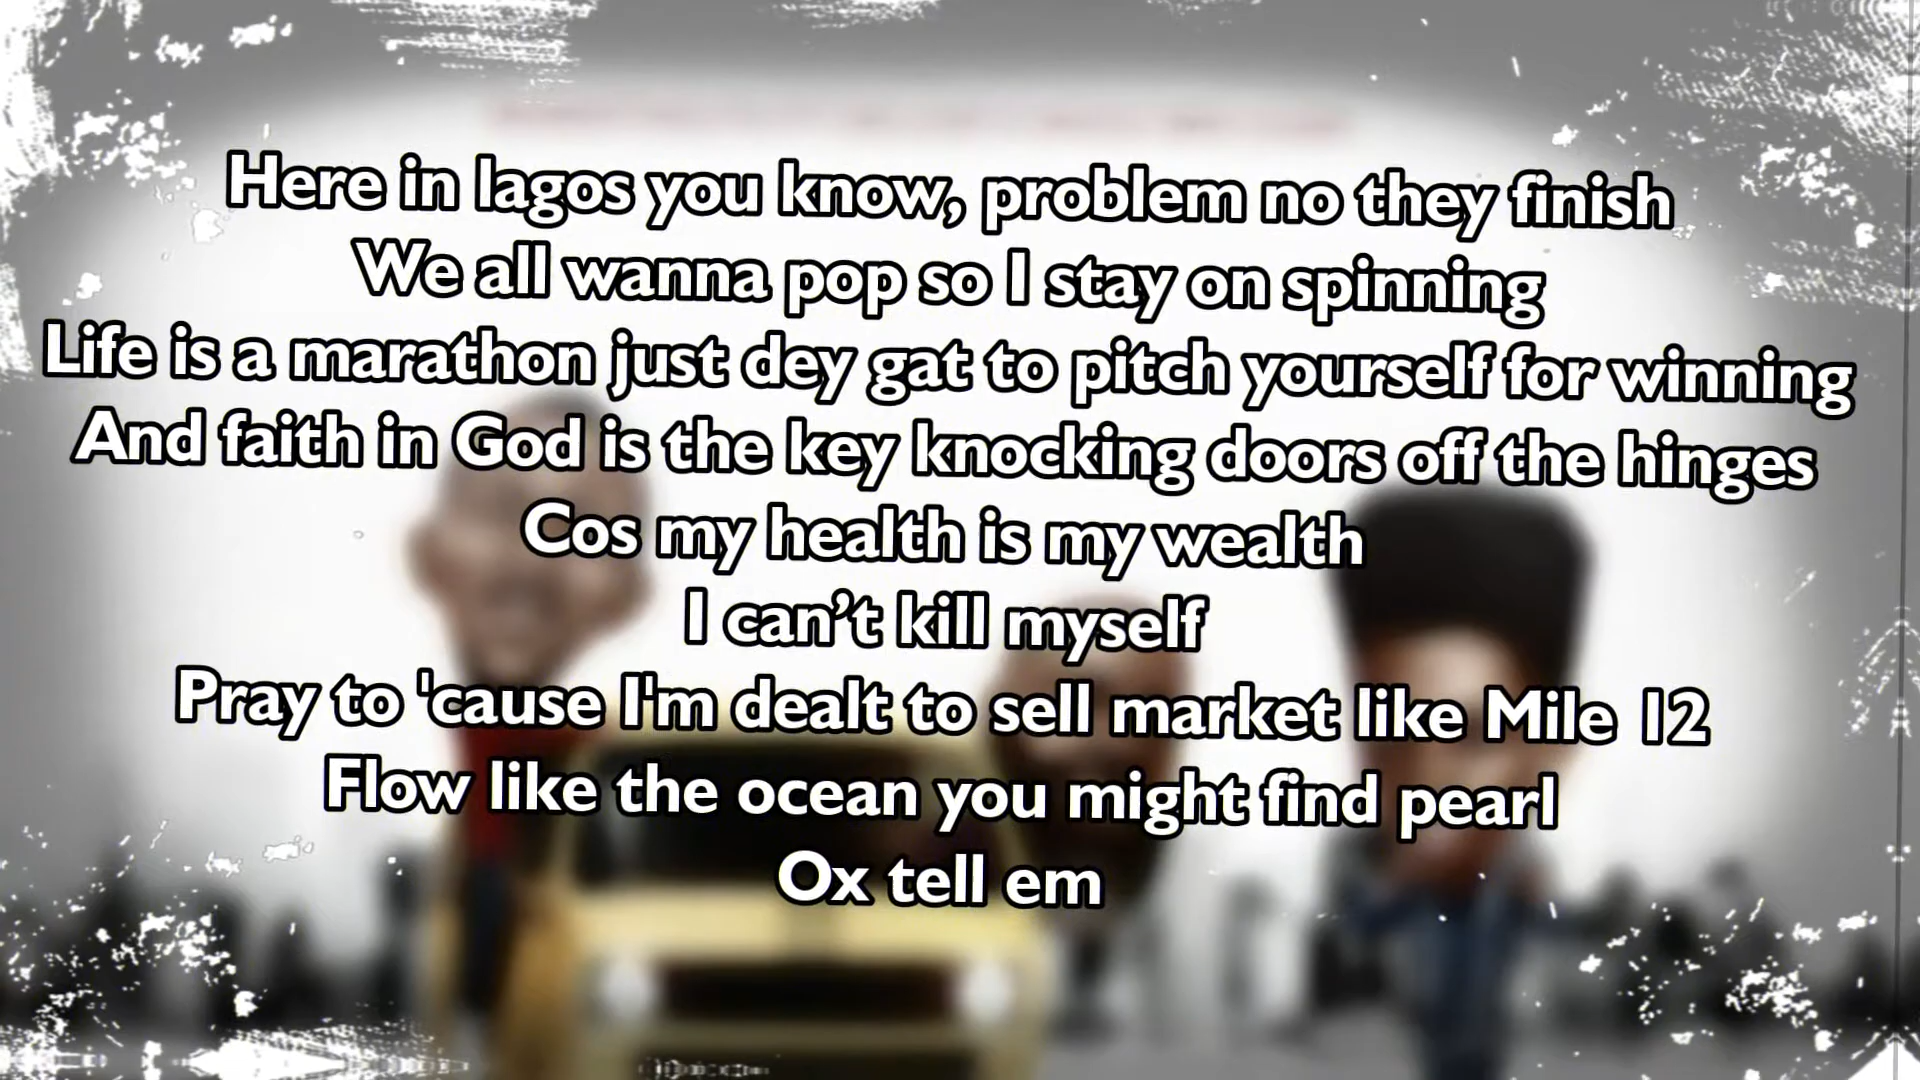 Here in lagos you know, problem no they finish
We all wanna pop so I stay on spinning
Life is a marathon just dey gat to pitch yourself for winning
And faith in God is the key knocking doors off the hinges
Cos my health is my wealth
I can’t kill myself
Pray to 'cause I'm dealt to sell market like Mile 12
Flow like the ocean you might find pearl
Ox tell em